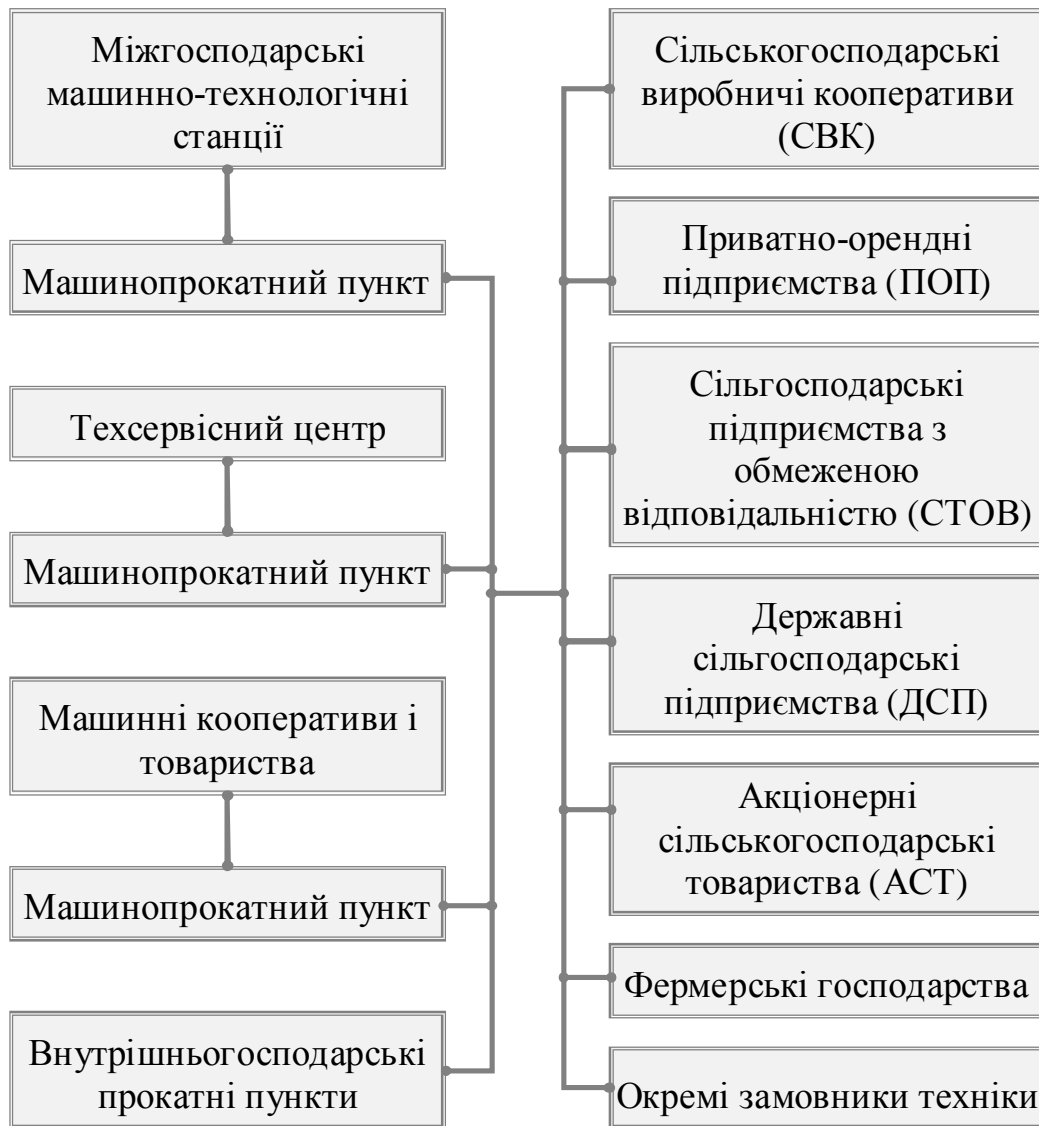 Міжгосподарські
машинно-технологічні
станції
Машинопрокатний пункт
Техсервісний центр
Машинопрокатний пункт
Машинні кооперативи і
товариства
Машинопрокатний пункт
Внутрішньогосподарські
прокатні пункти
Сільськогосподарські
виробничі кооперативи
(СВК)
Приватно-орендні
підприємства (ПОП)
Сільгосподарські
підприємства з
обмеженою
відповідальністю (СТОВ)
Державні
сільгосподарські
підприємства (ДСП)
Акціонерні
сільськогосподарські
товариства (АСТ)
Фермерські господарства
Окремі замовники техніки